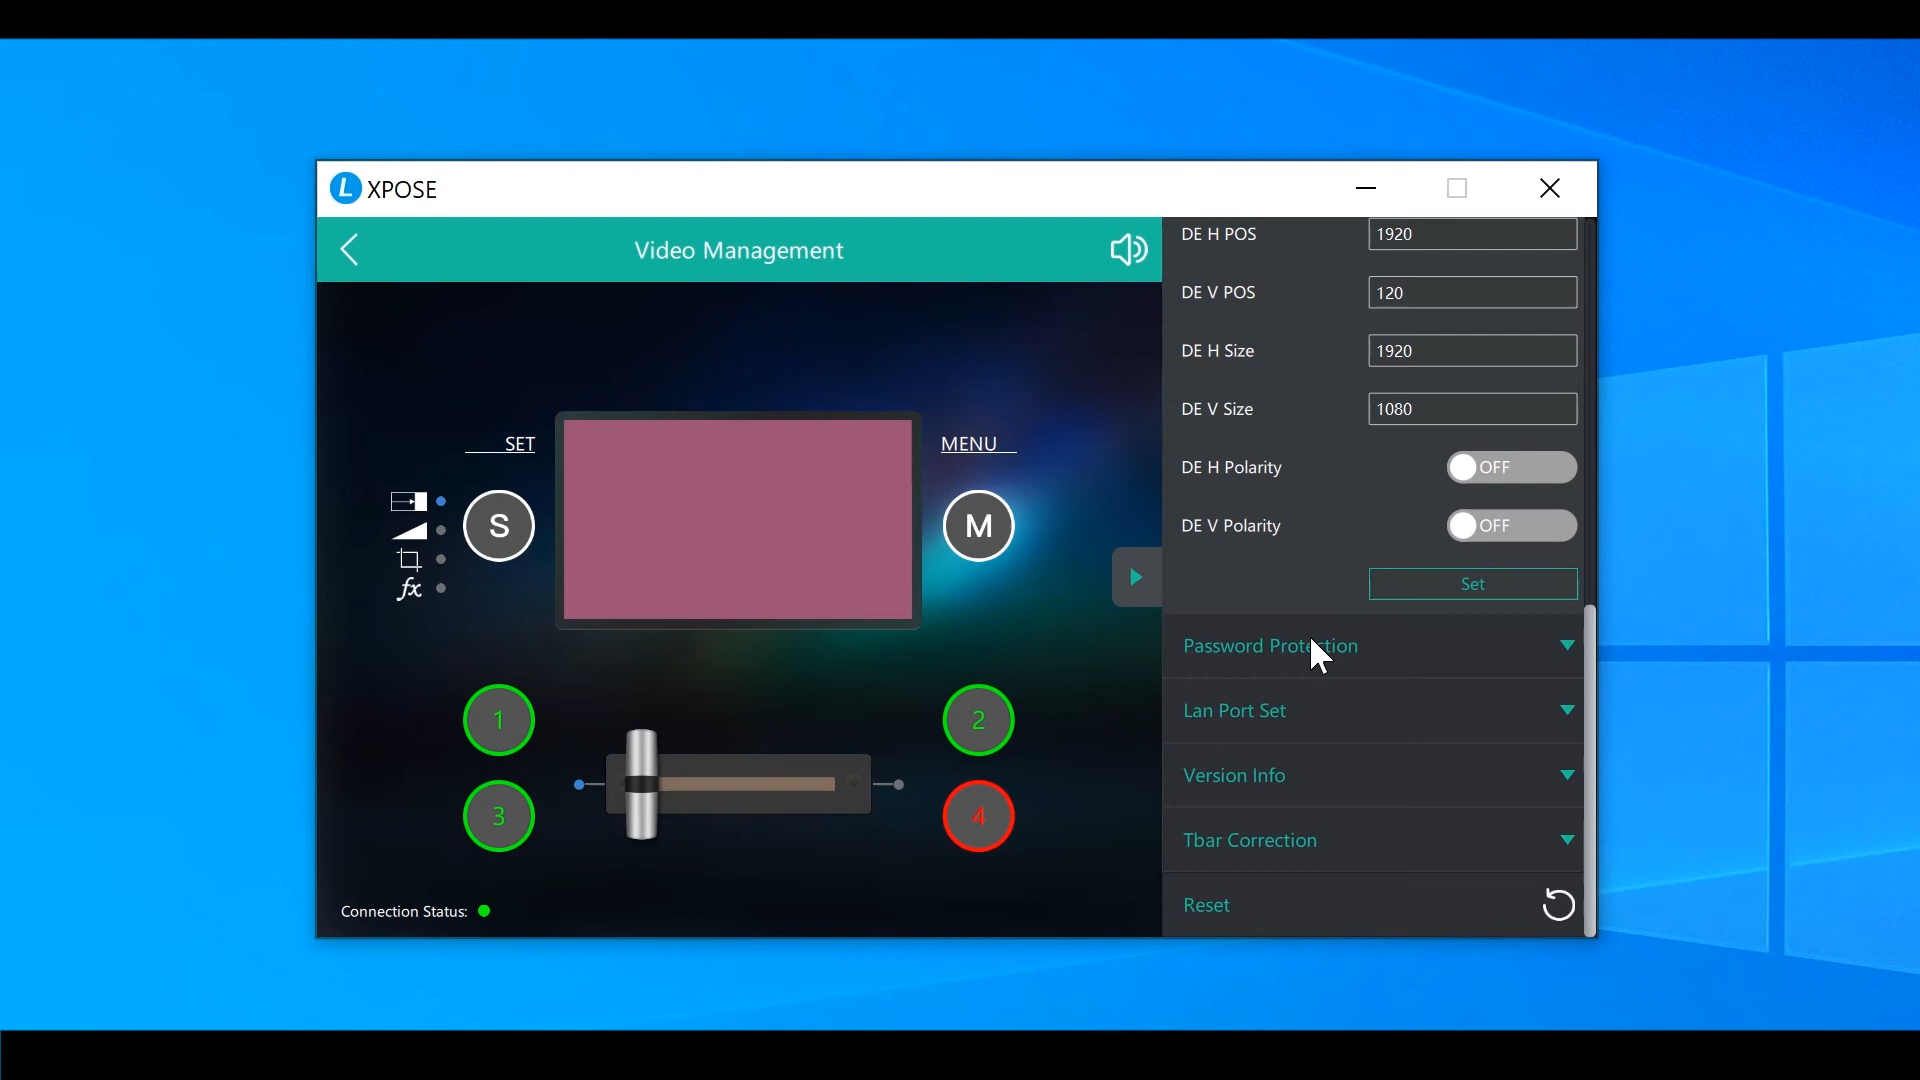 L XPOSE
Video Management
SET
MENU
S
M
fx
1
2
3
4
Connection Status:
DE H POS 1920
DE V POS 120
DE H Size 1920
DE V Size 1080
DE H Polarity OFF
DE V Polarity OFF
Set
Password Protection
Lan Port Set
Version Info
Tbar Correction
Reset